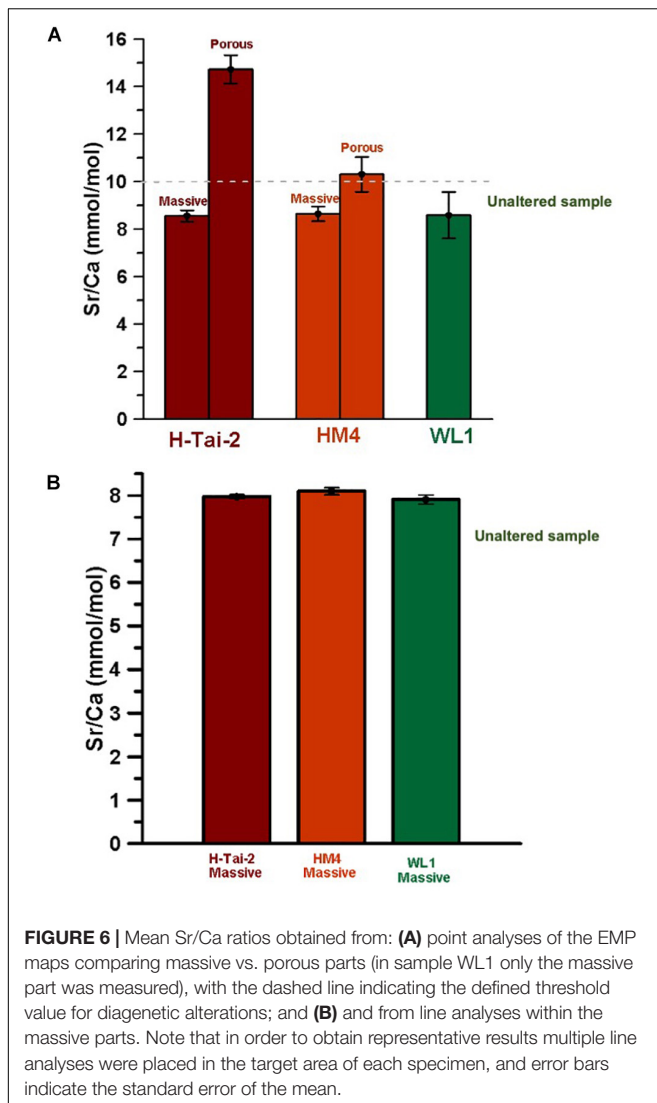 A
16
14
12
10
8
6
4
2
0
Sr/Ca (mmol/mol)
Porous
Massive
Porous
Massive
Unaltered sample
H-Tai-2
HM4
WL1
B
8
7
6
5
4
3
2
1
0
Sr/Ca (mmol/mol)
Unaltered sample
H-Tai-2
Massive
HM4
Massive
WL1
Massive
FIGURE 6 | Mean Sr/Ca ratios obtained from: (A) point analyses of the EMP
maps comparing massive vs. porous parts (in sample WL1 only the massive
part was measured), with the dashed line indicating the defined threshold
value for diagenetic alterations; and (B) and from line analyses within the
massive parts. Note that in order to obtain representative results multiple line
analyses were placed in the target area of each specimen, and error bars
indicate the standard error of the mean.